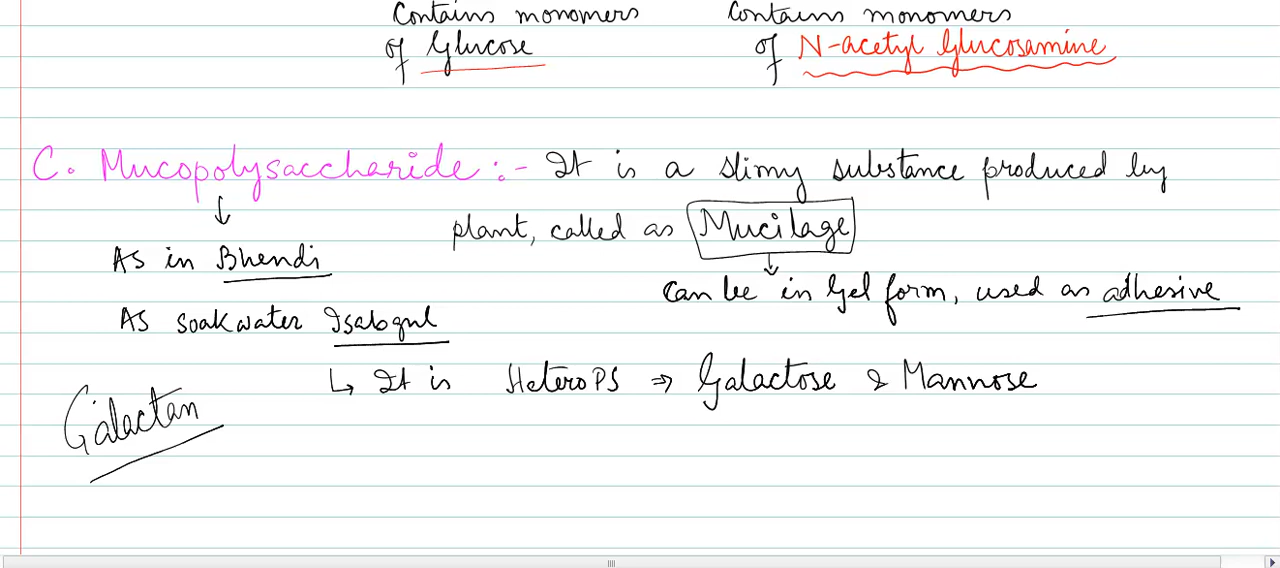 Contains monomers
of Glucose
Contains monomers
of N-acetyl Glucosamine
C. Mucopolysaccharide :- It is a slimy substance produced by
plant, called as Mucilage
↓
As in Bhendi
↓
can be in Gel form, used as adhesive
As soak water Isabgul
↳ It is HeteroPS ⇒ Galactose & Mannose
Galactan